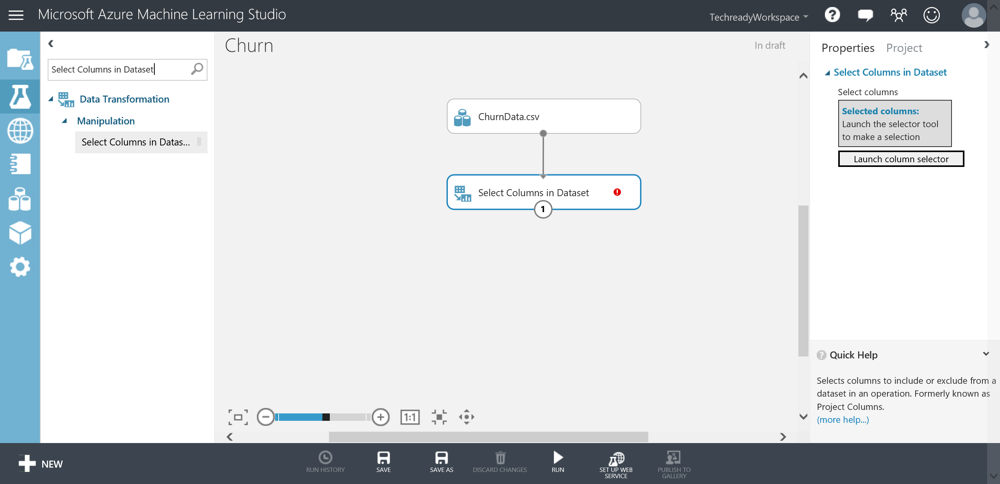 Microsoft Azure Machine Learning Studio
TechreadyWorkspace
?
Select Columns in Dataset
Data Transformation
Manipulation
Select Columns in Datas...
Churn
In draft
ChurnData.csv
Select Columns in Dataset
!
1
1:1
Properties Project
Select Columns in Dataset
Select columns
Selected columns:
Launch the selector tool
to make a selection
Launch column selector
? Quick Help
Selects columns to include or exclude from a
dataset in an operation. Formerly known as
Project Columns.
(more help...)
NEW
RUN HISTORY
SAVE
SAVE AS
DISCARD CHANGES
RUN
SET UP WEB
SERVICE
PUBLISH TO
GALLERY